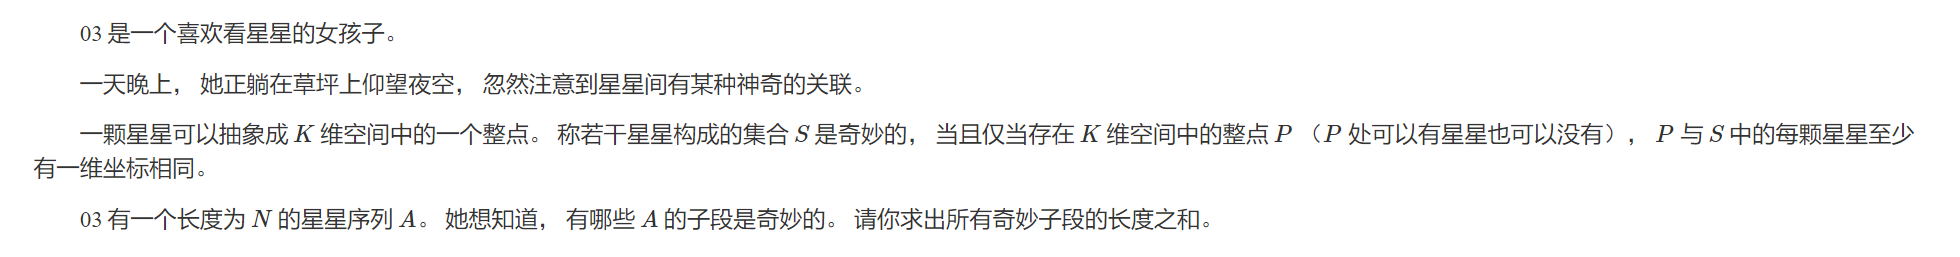 03 是一个喜欢看星星的女孩子。
一天晚上， 她正躺在草坪上仰望夜空， 忽然注意到星星间有某种神奇的关联。
一颗星星可以抽象成 K 维空间中的一个整点。 称若干星星构成的集合 S 是奇妙的， 当且仅当存在 K 维空间中的整点 P （P 处可以有星星也可以没有）， P 与 S 中的每颗星星至少
有一维坐标相同。
03 有一个长度为 N 的星星序列 A。 她想知道， 有哪些 A 的子段是奇妙的。 请你求出所有奇妙子段的长度之和。